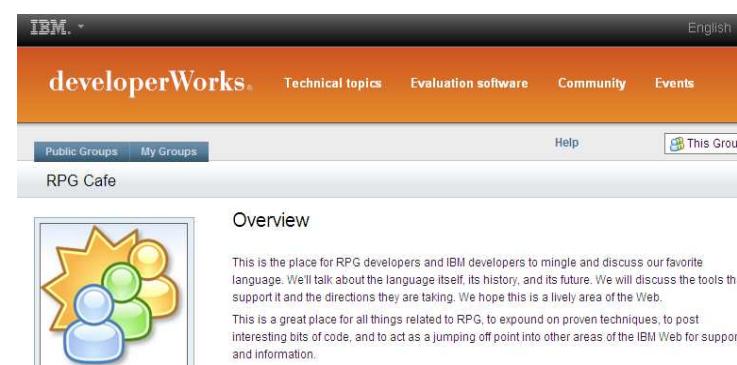 IBM.
English
developerWorks.
Technical topics Evaluation software Community Events
Public Groups My Groups Help This Grou
RPG Cafe
Overview
This is the place for RPG developers and IBM developers to mingle and discuss our favorite
language. We'll talk about the language itself, its history, and its future. We will discuss the tools th
support it and the directions they are taking. We hope this is a lively area of the Web.
This is a great place for all things related to RPG, to expound on proven techniques, to post
interesting bits of code, and to act as a jumping off point into other areas of the IBM Web for suppor
and information.